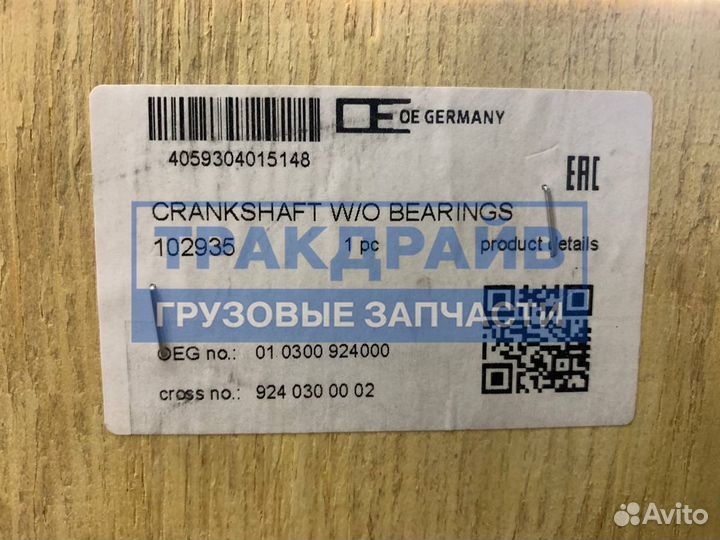 OE GERMANY
4059304015148
EAC
CRANKSHAFT W/O BEARINGS
102935 1 pc product details
ТРАКДРАЙВ
ГРУЗОВЫЕ ЗАПЧАСТИ
OEG no.: 01 0300 924000
cross no.: 924 030 00 02
Avito